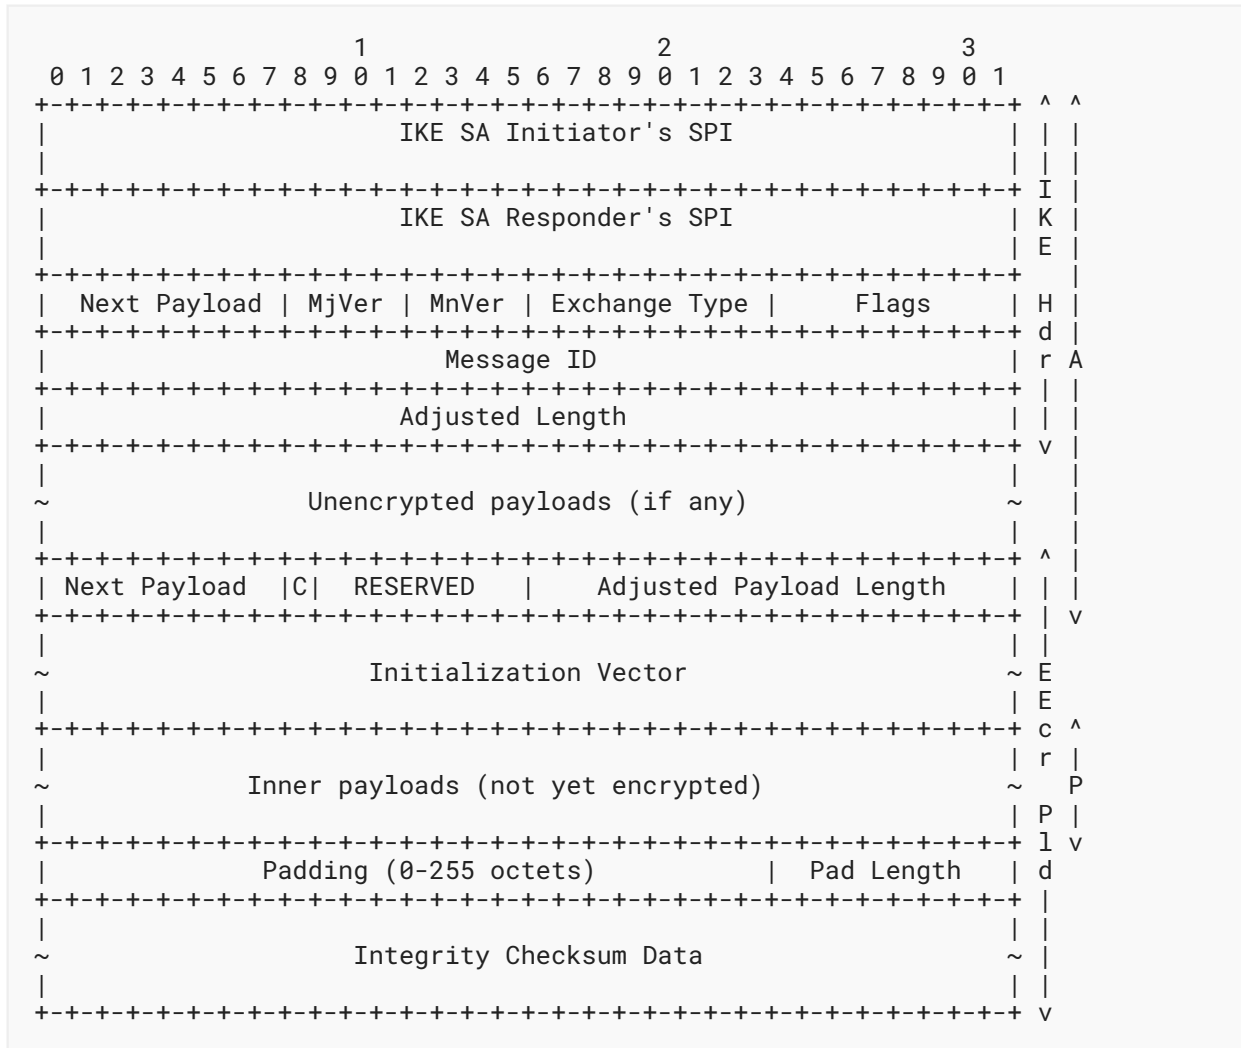 1                   2                   3
 0 1 2 3 4 5 6 7 8 9 0 1 2 3 4 5 6 7 8 9 0 1 2 3 4 5 6 7 8 9 0 1
+-+-+-+-+-+-+-+-+-+-+-+-+-+-+-+-+-+-+-+-+-+-+-+-+-+-+-+-+-+-+-+-+ ^ ^
|                       IKE SA Initiator's SPI                  | | |
|                                                               | | |
+-+-+-+-+-+-+-+-+-+-+-+-+-+-+-+-+-+-+-+-+-+-+-+-+-+-+-+-+-+-+-+-+ I |
|                       IKE SA Responder's SPI                  | K |
|                                                               | E |
+-+-+-+-+-+-+-+-+-+-+-+-+-+-+-+-+-+-+-+-+-+-+-+-+-+-+-+-+-+-+-+-+   |
|  Next Payload | MjVer | MnVer | Exchange Type |     Flags     | H |
+-+-+-+-+-+-+-+-+-+-+-+-+-+-+-+-+-+-+-+-+-+-+-+-+-+-+-+-+-+-+-+-+ d |
|                          Message ID                           | r A
+-+-+-+-+-+-+-+-+-+-+-+-+-+-+-+-+-+-+-+-+-+-+-+-+-+-+-+-+-+-+-+-+ | |
|                       Adjusted Length                         | | |
+-+-+-+-+-+-+-+-+-+-+-+-+-+-+-+-+-+-+-+-+-+-+-+-+-+-+-+-+-+-+-+-+ v |
|                                                               |   |
~                 Unencrypted payloads (if any)                 ~   |
|                                                               |   |
+-+-+-+-+-+-+-+-+-+-+-+-+-+-+-+-+-+-+-+-+-+-+-+-+-+-+-+-+-+-+-+-+ ^ |
| Next Payload  |C|  RESERVED   |    Adjusted Payload Length    | | |
+-+-+-+-+-+-+-+-+-+-+-+-+-+-+-+-+-+-+-+-+-+-+-+-+-+-+-+-+-+-+-+-+ | v
|                                                               | |
~                     Initialization Vector                     ~ E
|                                                               | E
+-+-+-+-+-+-+-+-+-+-+-+-+-+-+-+-+-+-+-+-+-+-+-+-+-+-+-+-+-+-+-+-+ c ^
|                                                               | r |
~             Inner payloads (not yet encrypted)                ~   P
|                                                               | P |
+-+-+-+-+-+-+-+-+-+-+-+-+-+-+-+-+-+-+-+-+-+-+-+-+-+-+-+-+-+-+-+-+ l v
|              Padding (0-255 octets)           |  Pad Length   | d
+-+-+-+-+-+-+-+-+-+-+-+-+-+-+-+-+-+-+-+-+-+-+-+-+-+-+-+-+-+-+-+-+ |
|                                                               | |
~                    Integrity Checksum Data                    ~ |
|                                                               | |
+-+-+-+-+-+-+-+-+-+-+-+-+-+-+-+-+-+-+-+-+-+-+-+-+-+-+-+-+-+-+-+-+ v